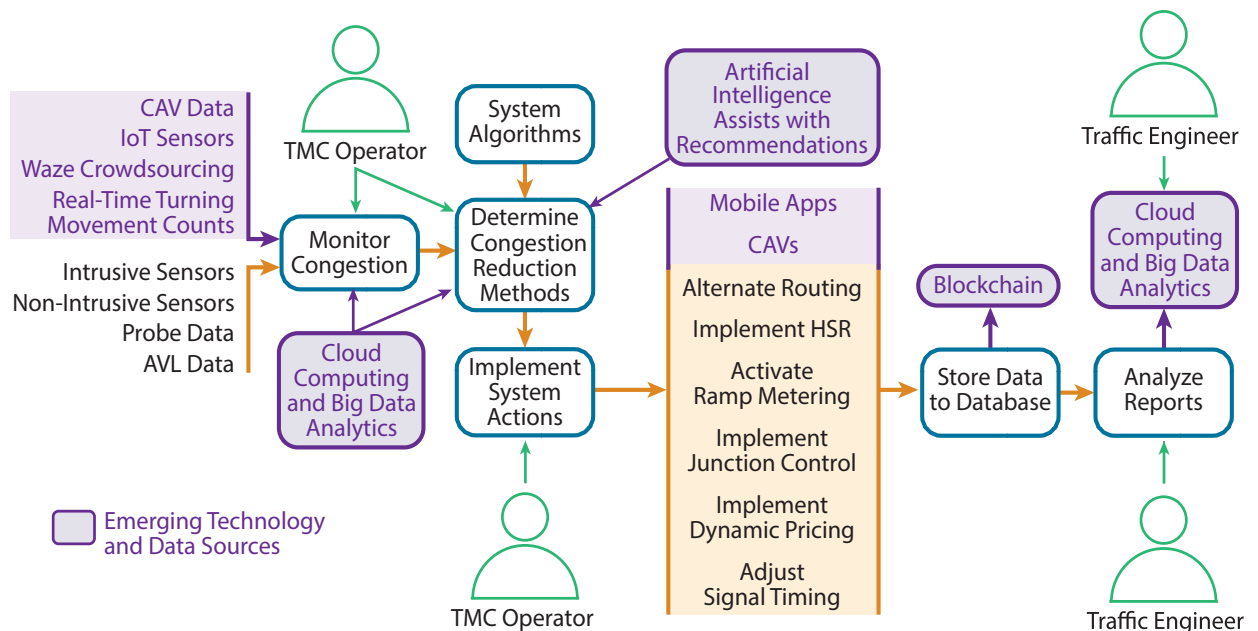 CAV Data
IoT Sensors
Waze Crowdsourcing
Real-Time Turning
Movement Counts
Intrusive Sensors
Non-Intrusive Sensors
Probe Data
AVL Data
TMC Operator
Monitor
Congestion
Cloud
Computing
and Big Data
Analytics
System
Algorithms
Determine
Congestion
Reduction
Methods
Implement
System
Actions
TMC Operator
Artificial
Intelligence
Assists with
Recommendations
Mobile Apps
CAVs
Alternate Routing
Implement HSR
Activate
Ramp Metering
Implement
Junction Control
Implement
Dynamic Pricing
Adjust
Signal Timing
Blockchain
Store Data
to Database
Traffic Engineer
Cloud
Computing
and Big Data
Analytics
Analyze
Reports
Traffic Engineer
Emerging Technology
and Data Sources